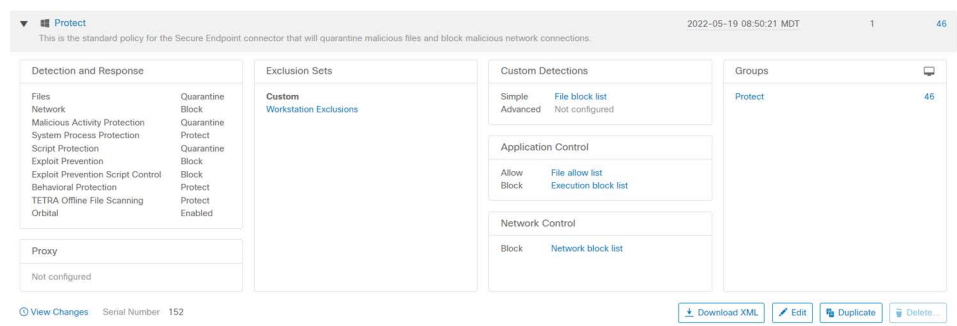 Protect 2022-05-19 08:50:21 MDT 1 46
This is the standard policy for the Secure Endpoint connector that will quarantine malicious files and block malicious network connections.
Detection and Response
Files Quarantine
Network Block
Malicious Activity Protection Quarantine
System Process Protection Protect
Script Protection Quarantine
Exploit Prevention Block
Exploit Prevention Script Control Block
Behavioral Protection Protect
TETRA Offline File Scanning Protect
Orbital Enabled
Proxy
Not configured
Exclusion Sets
Custom
Workstation Exclusions
Custom Detections
Simple File block list
Advanced Not configured
Application Control
Allow File allow list
Block Execution block list
Network Control
Block Network block list
Groups
Protect 46
View Changes Serial Number 152
Download XML Edit Duplicate Delete...